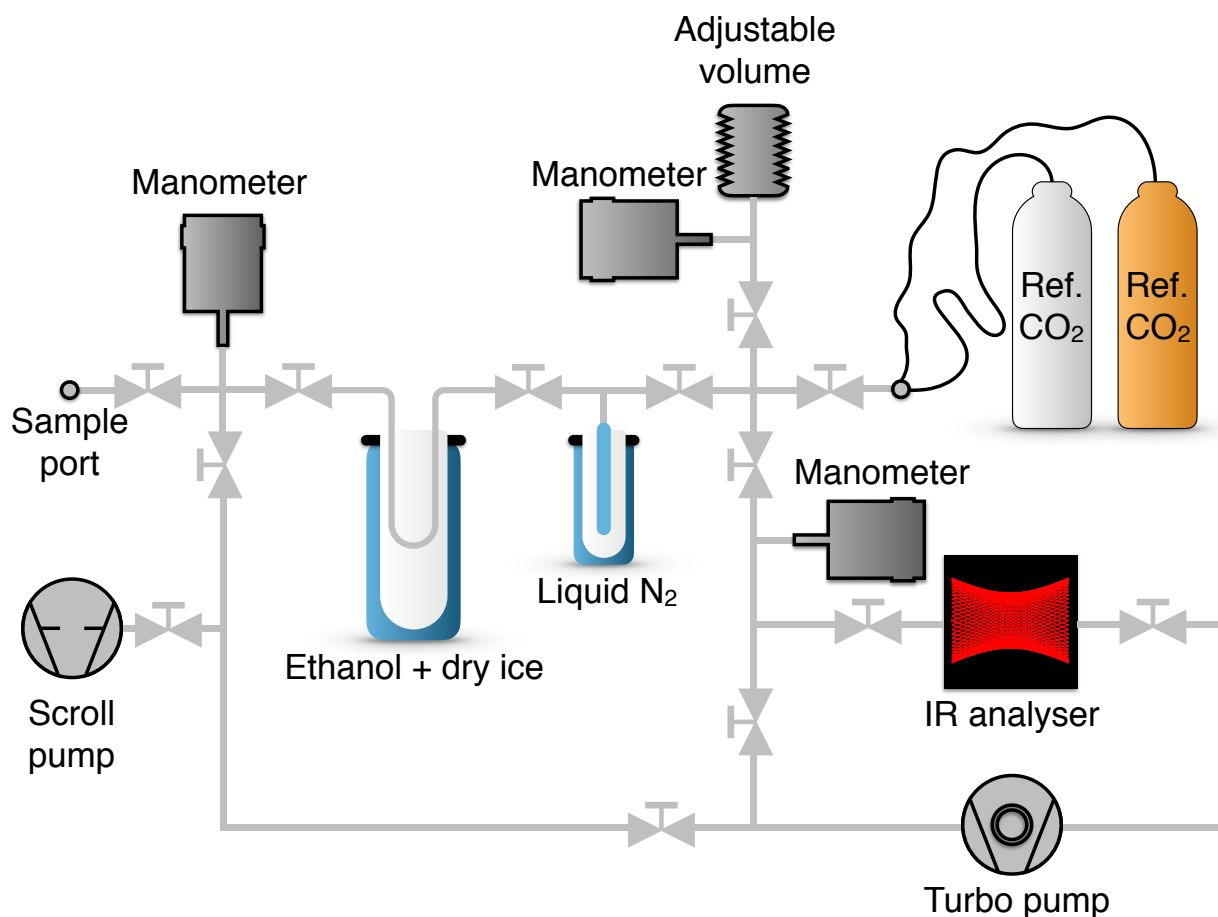 Adjustable
volume
Manometer
Manometer
Ref.
CO₂
Ref.
CO₂
Sample
port
Manometer
Liquid N₂
Ethanol + dry ice
Scroll
pump
IR analyser
Turbo pump